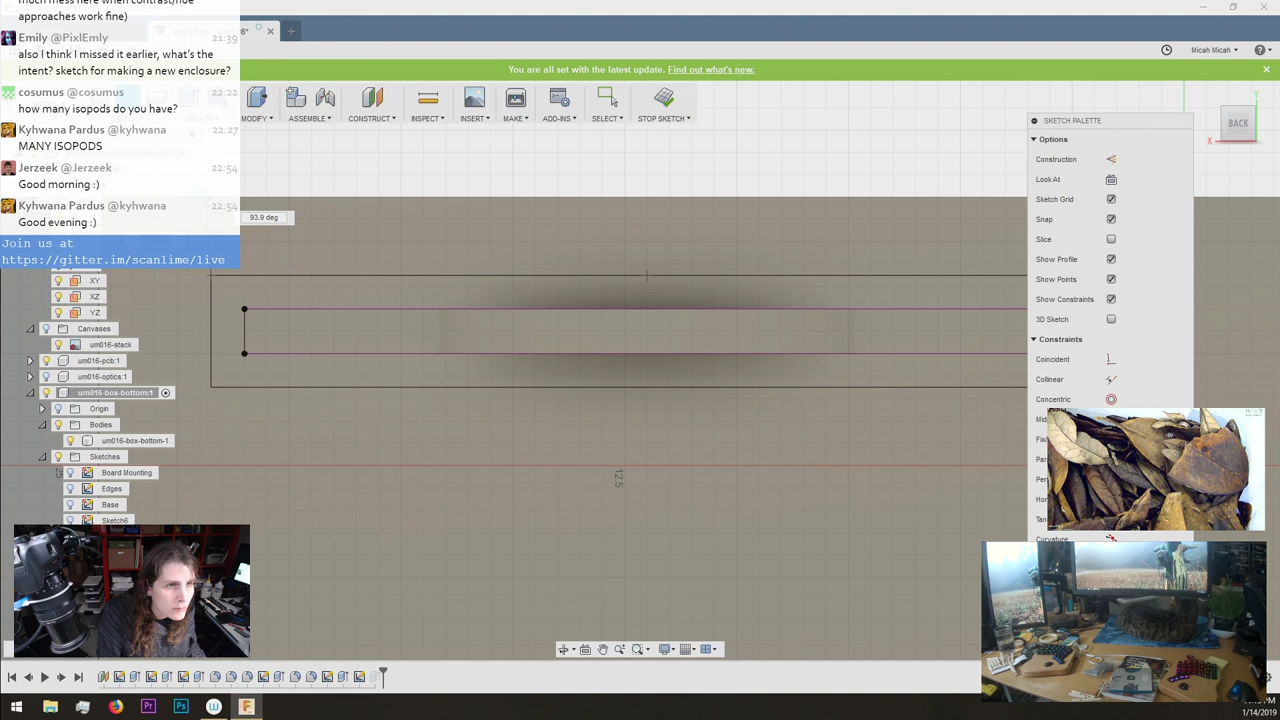 much mess here when contrast/hue
approaches work fine)
Emily @PixlEmly 21:39
also I think I missed it earlier, what's the
intent? sketch for making a new enclosure?
cosumus @cosumus 22:22
how many isopods do you have?
Kyhwana Pardus @kyhwana 22:27
MANY ISOPODS
Jerzeek @Jerzeek 22:54
Good morning :)
Kyhwana Pardus @kyhwana 22:54
Good evening :)
Join us at
https://gitter.im/scanlime/live
Micah Micah
You are all set with the latest update. Find out what's new.
MODIFY
ASSEMBLE
CONSTRUCT
INSPECT
INSERT
MAKE
ADD-INS
SELECT
STOP SKETCH
Y
X
BACK
93.9 deg
12.5
XY
XZ
YZ
Canvases
um016-stack
um016-pcb:1
um016-optics:1
um016-box-bottom:1
Origin
Bodies
um016-box-bottom-1
Sketches
Board Mounting
Edges
Base
Sketch6
SKETCH PALETTE
Options
Construction
Look At
Sketch Grid
Snap
Slice
Show Profile
Show Points
Show Constraints
3D Sketch
Constraints
Coincident
Collinear
Concentric
Curvature
1/14/2019